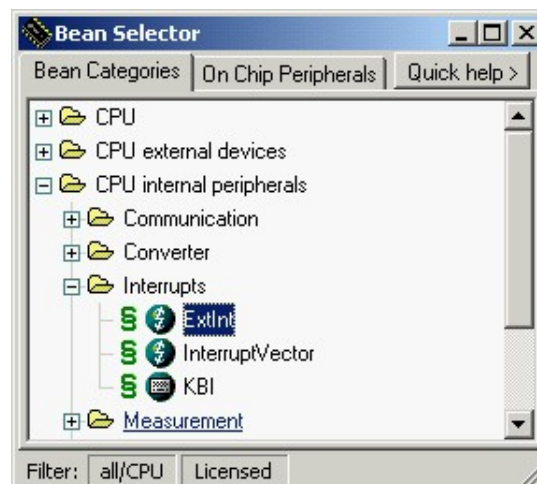 Bean Selector
Bean Categories On Chip Peripherals Quick help >
CPU
CPU external devices
CPU internal peripherals
Communication
Converter
Interrupts
ExtInt
InterruptVector
KBI
Measurement
Filter: all/CPU Licensed